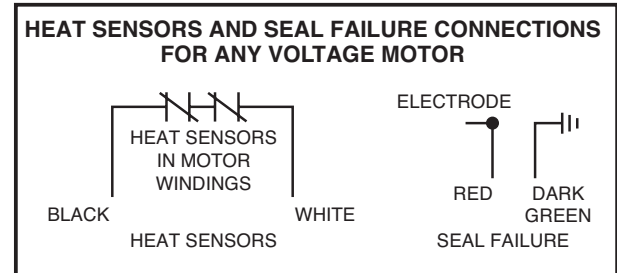 HEAT SENSORS AND SEAL FAILURE CONNECTIONS
FOR ANY VOLTAGE MOTOR
HEAT SENSORS
IN MOTOR
WINDINGS
BLACK
WHITE
HEAT SENSORS
ELECTRODE
RED
DARK
GREEN
SEAL FAILURE